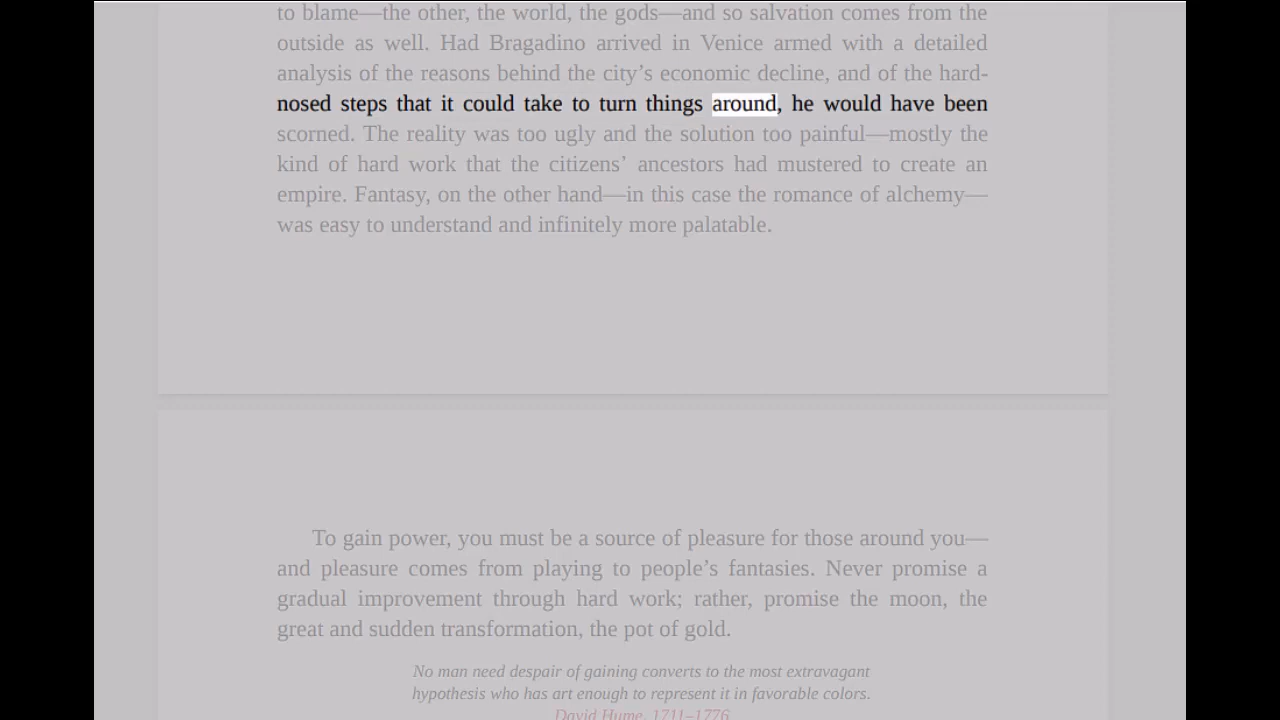 to blame—the other, the world, the gods—and so salvation comes from the
outside as well. Had Bragadino arrived in Venice armed with a detailed
analysis of the reasons behind the city’s economic decline, and of the hard-
nosed steps that it could take to turn things around, he would have been
scorned. The reality was too ugly and the solution too painful—mostly the
kind of hard work that the citizens’ ancestors had mustered to create an
empire. Fantasy, on the other hand—in this case the romance of alchemy—
was easy to understand and infinitely more palatable.
To gain power, you must be a source of pleasure for those around you—
and pleasure comes from playing to people’s fantasies. Never promise a
gradual improvement through hard work; rather, promise the moon, the
great and sudden transformation, the pot of gold.
No man need despair of gaining converts to the most extravagant
hypothesis who has art enough to represent it in favorable colors.
David Hume, 1711–1776